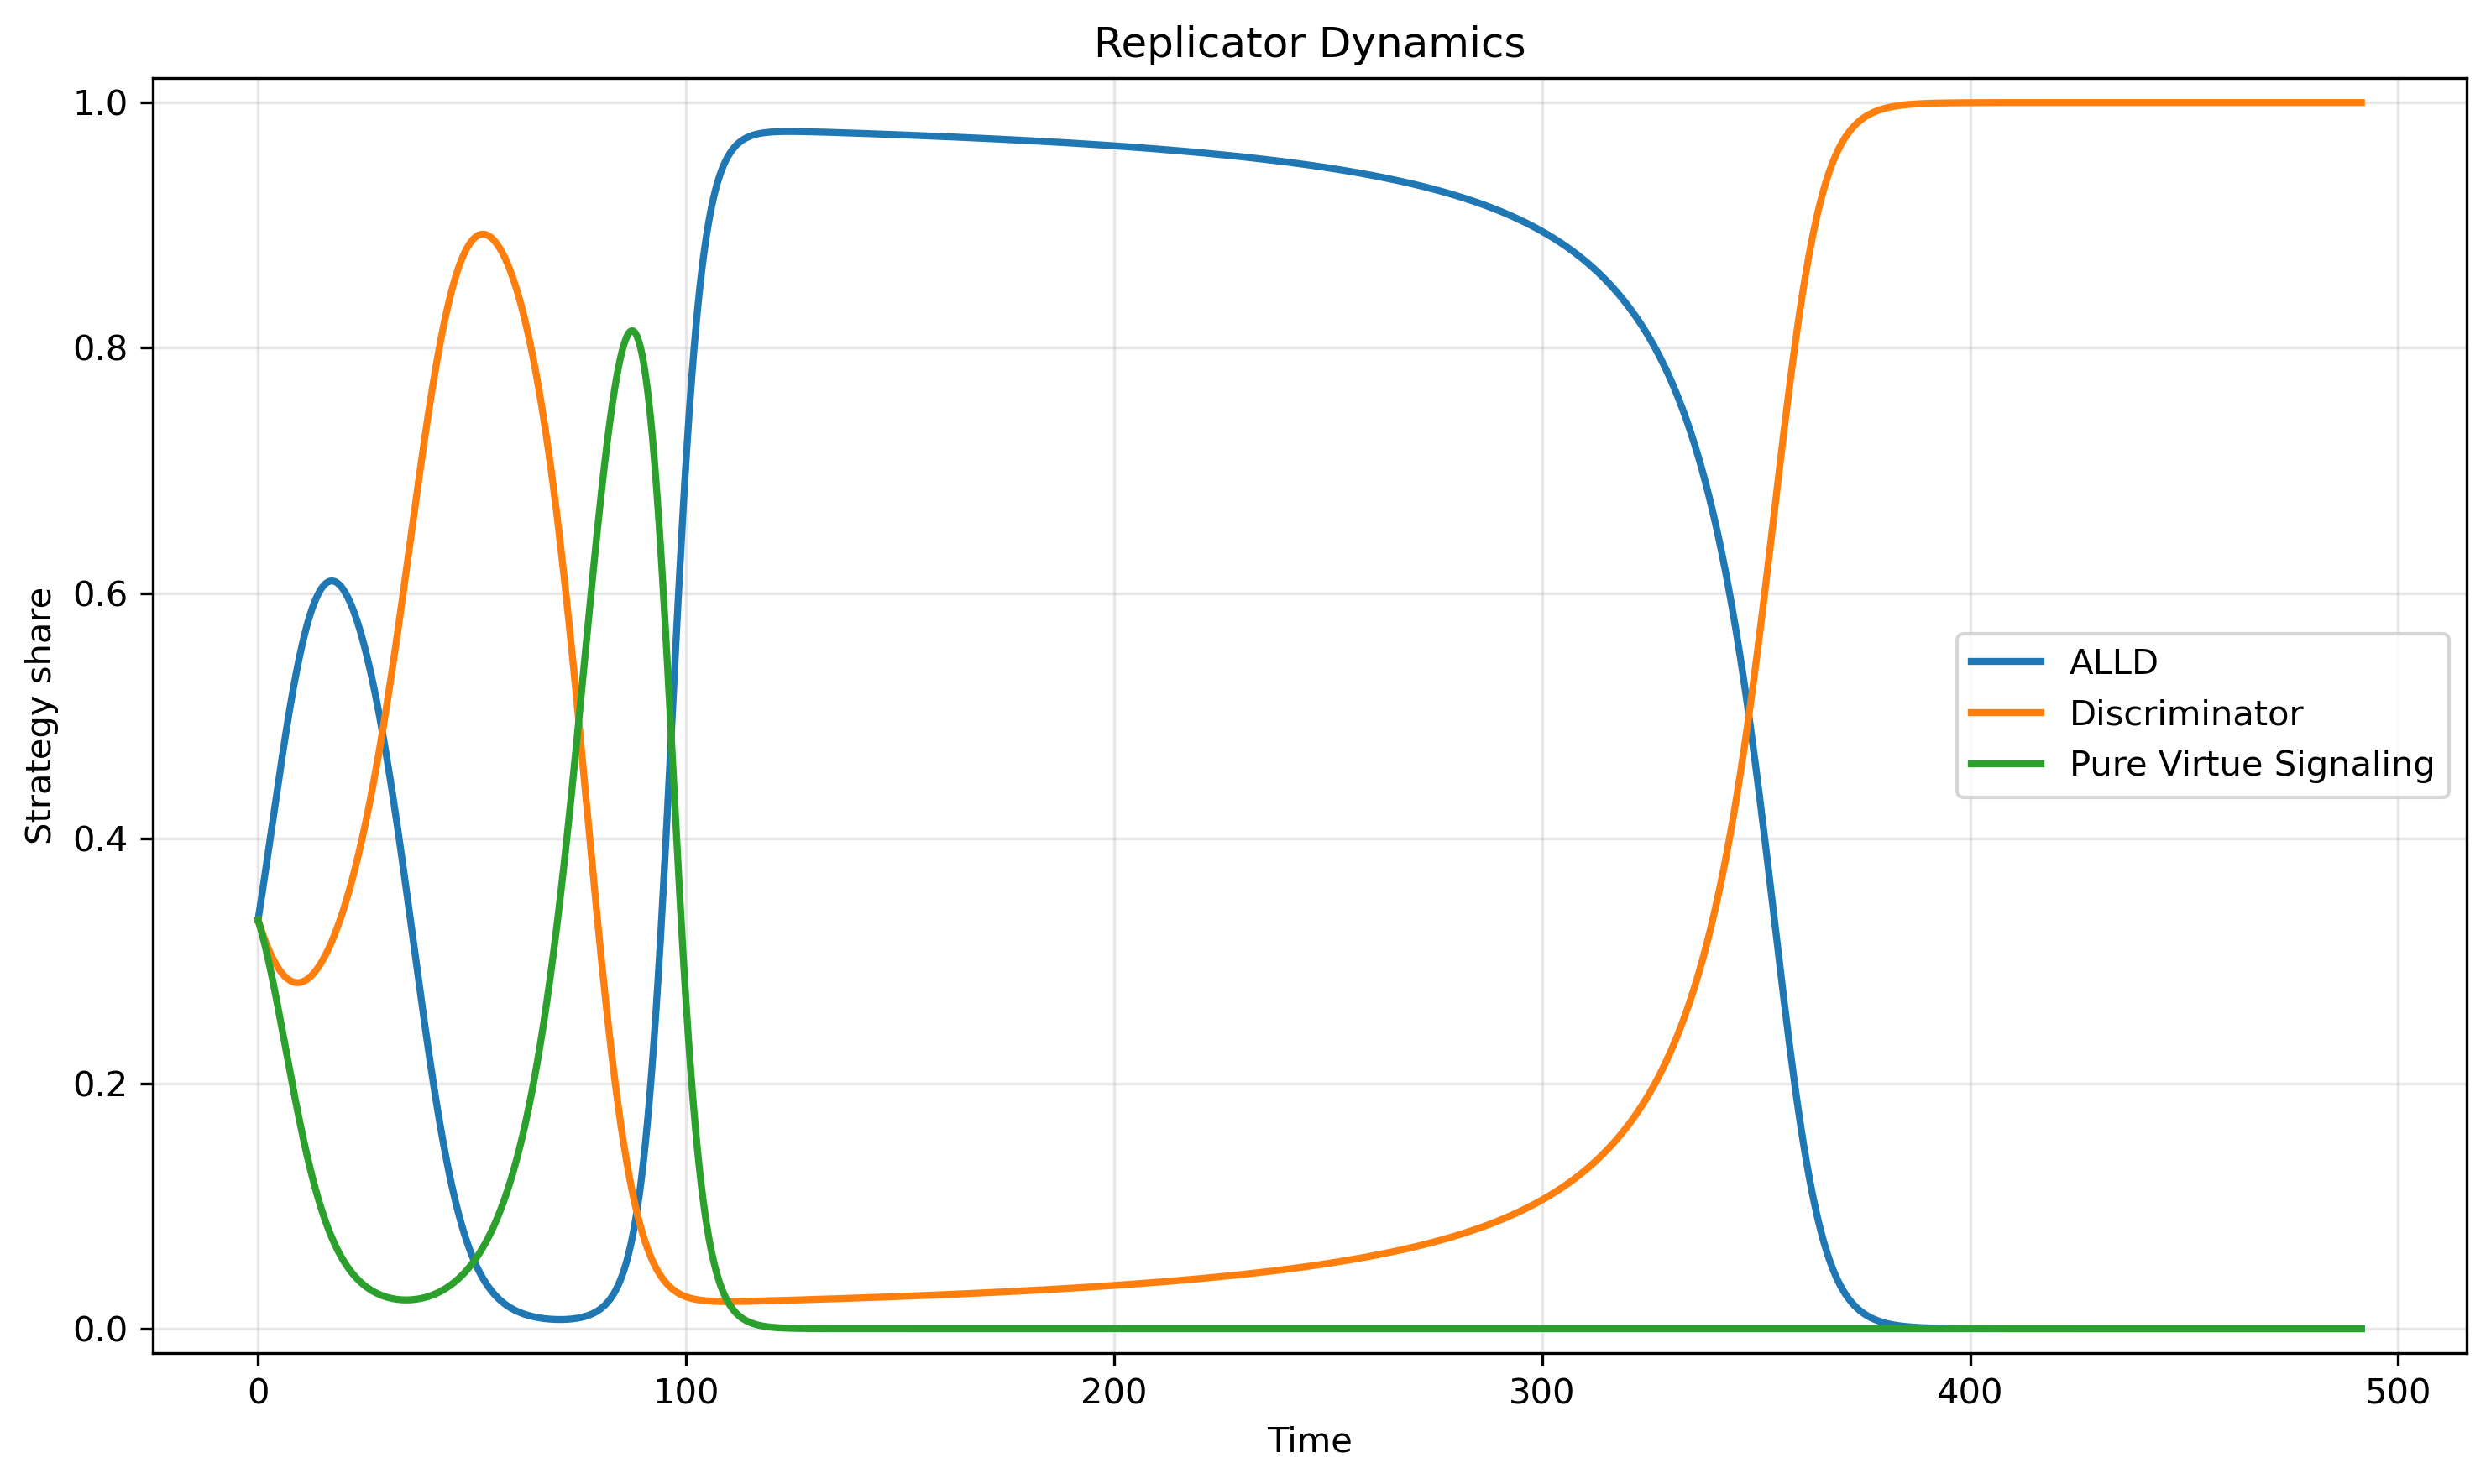 Replicator Dynamics
1.0
0.8
0.6
0.4
0.2
0.0
Strategy share
ALLD
Discriminator
Pure Virtue Signaling
0 100 200 300 400 500
Time